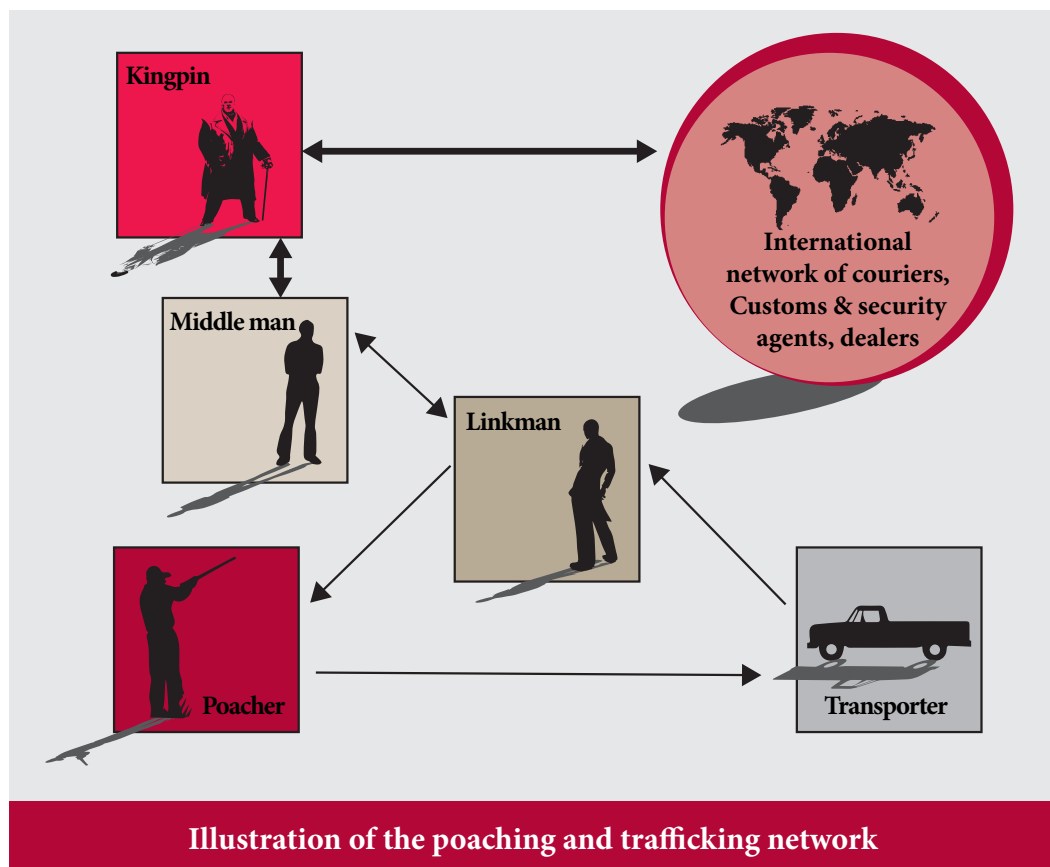 Kingpin
International
network of couriers,
Customs & security
agents, dealers
Middle man
Linkman
Poacher
Transporter
Illustration of the poaching and trafficking network